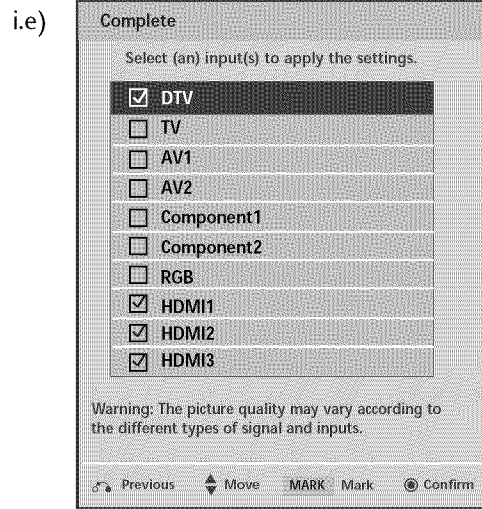 i.e)
Complete
Select (an) input(s) to apply the settings.
DTV
TV
AV1
AV2
Component1
Component2
RGB
HDMI1
HDMI2
HDMI3
Warning: The picture quality may vary according to
the different types of signal and inputs.
Previous Move MARK Mark Confirm